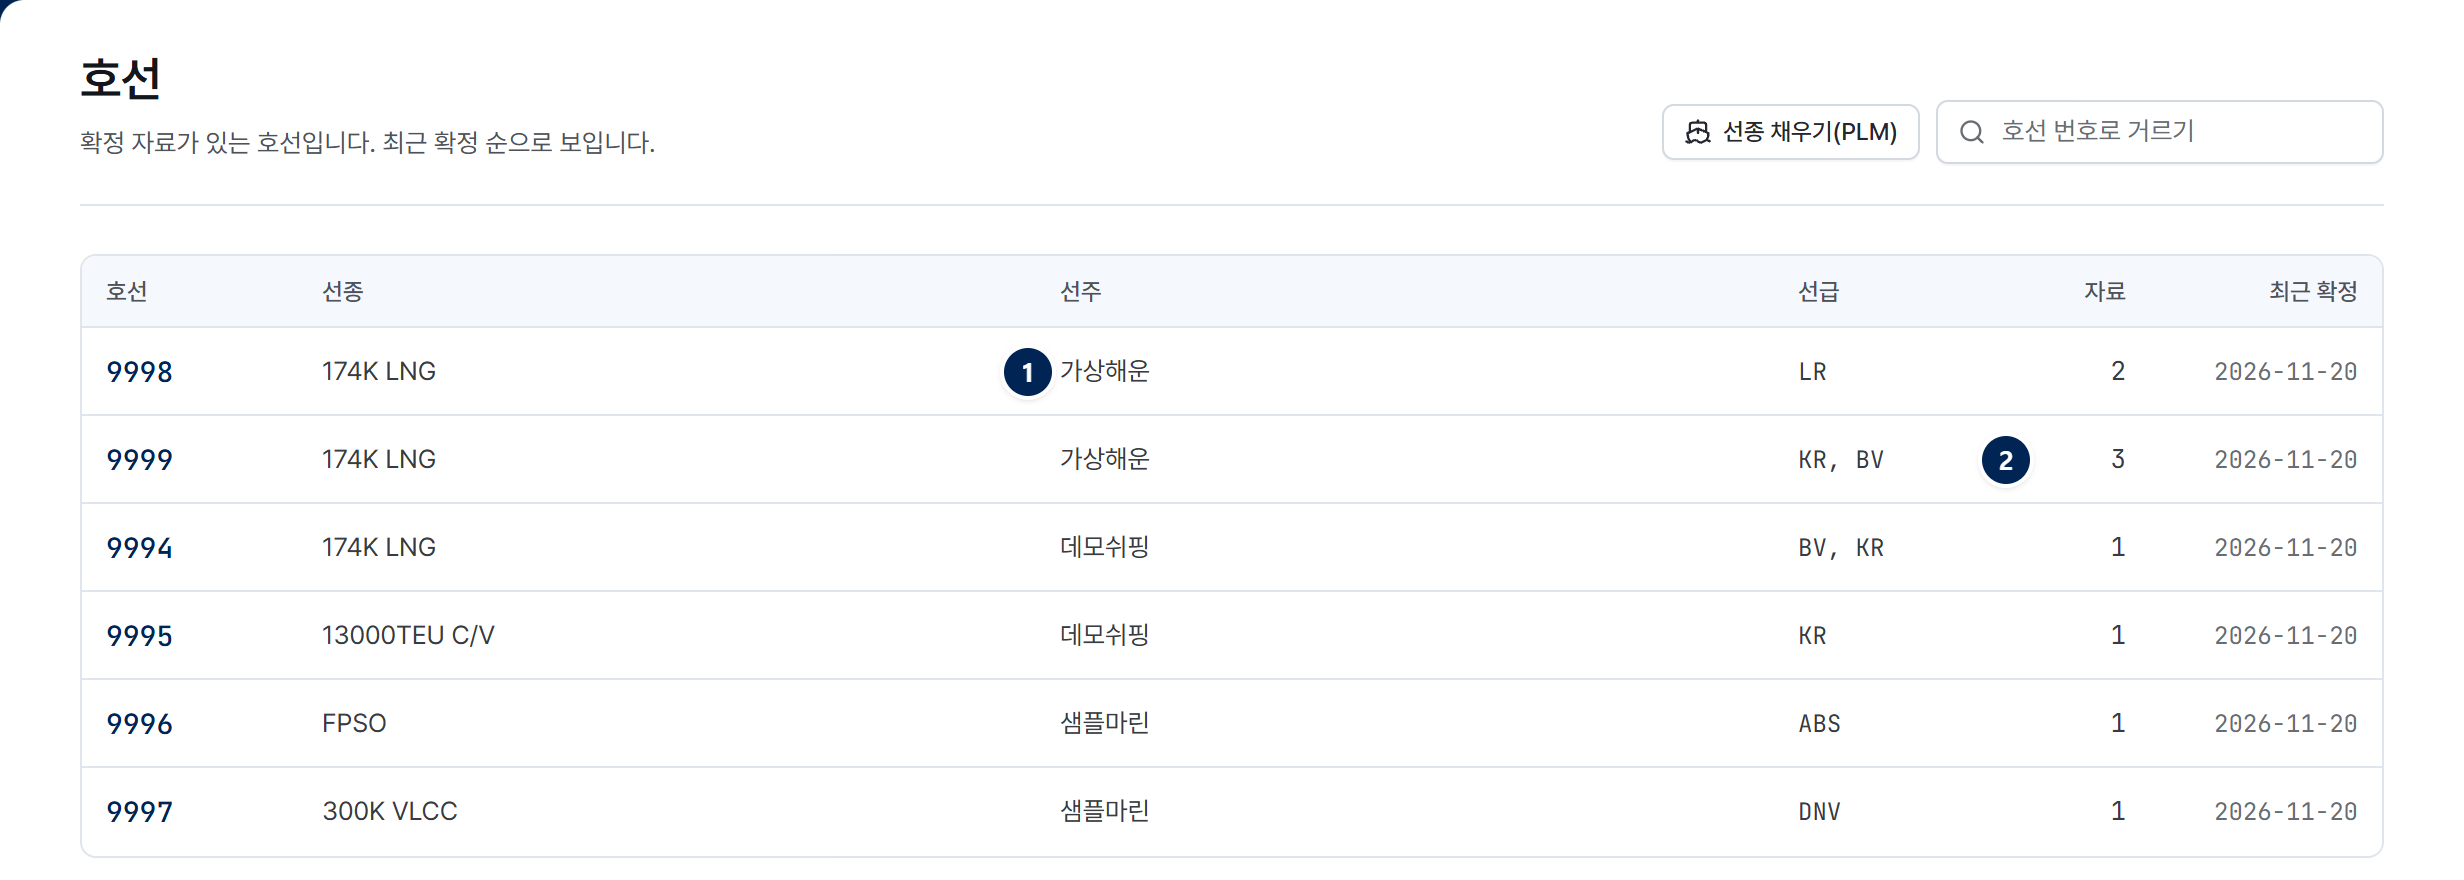 호선
확정 자료가 있는 호선입니다. 최근 확정 순으로 보입니다.
선종 채우기(PLM)
호선 번호로 거르기
호선 선종 선주 선급 자료 최근 확정
9998 174K LNG 1 가상해운 LR 2 2026-11-20
9999 174K LNG 가상해운 KR, BV 2 3 2026-11-20
9994 174K LNG 데모쉬핑 BV, KR 1 2026-11-20
9995 13000TEU C/V 데모쉬핑 KR 1 2026-11-20
9996 FPSO 샘플마린 ABS 1 2026-11-20
9997 300K VLCC 샘플마린 DNV 1 2026-11-20